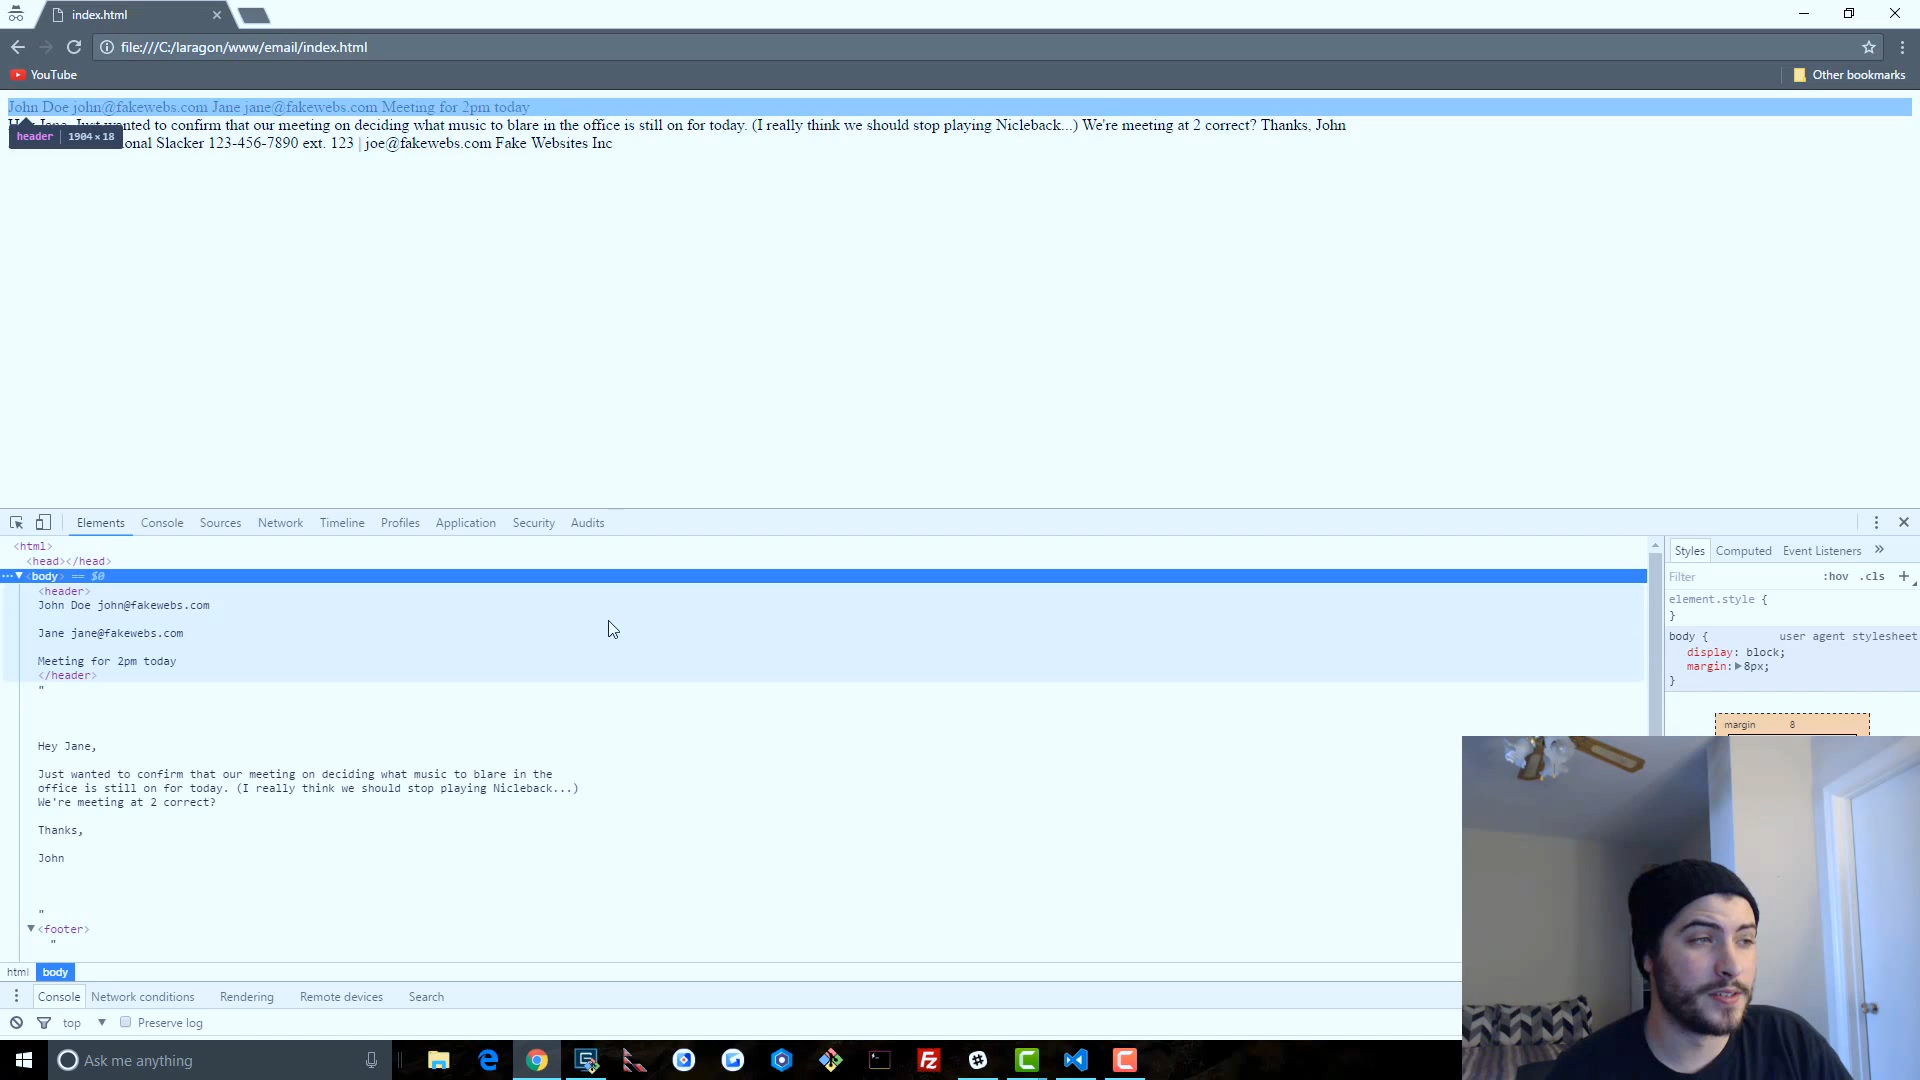 index.html
file:///C:/laragon/www/email/index.html
YouTube
Other bookmarks
John Doe john@fakewebs.com Jane jane@fakewebs.com Meeting for 2pm today
Just wanted to confirm that our meeting on deciding what music to blare in the office is still on for today. (I really think we should stop playing Nicleback...) We're meeting at 2 correct? Thanks, John
header 1904×18
Slacker 123-456-7890 ext. 123 | joe@fakewebs.com Fake Websites Inc
Elements Console Sources Network Timeline Profiles Application Security Audits
<html>
<head></head>
<body> == $0
<header>
John Doe john@fakewebs.com
Jane jane@fakewebs.com
Meeting for 2pm today
</header>
"
Hey Jane,
Just wanted to confirm that our meeting on deciding what music to blare in the
office is still on for today. (I really think we should stop playing Nicleback...)
We're meeting at 2 correct?
Thanks,
John
"
<footer>
"
html body
Styles Computed Event Listeners »
Filter :hov .cls +
element.style {
}
body { user agent stylesheet
display: block;
margin: 8px;
}
margin 8
Console Network conditions Rendering Remote devices Search
top Preserve log
Ask me anything